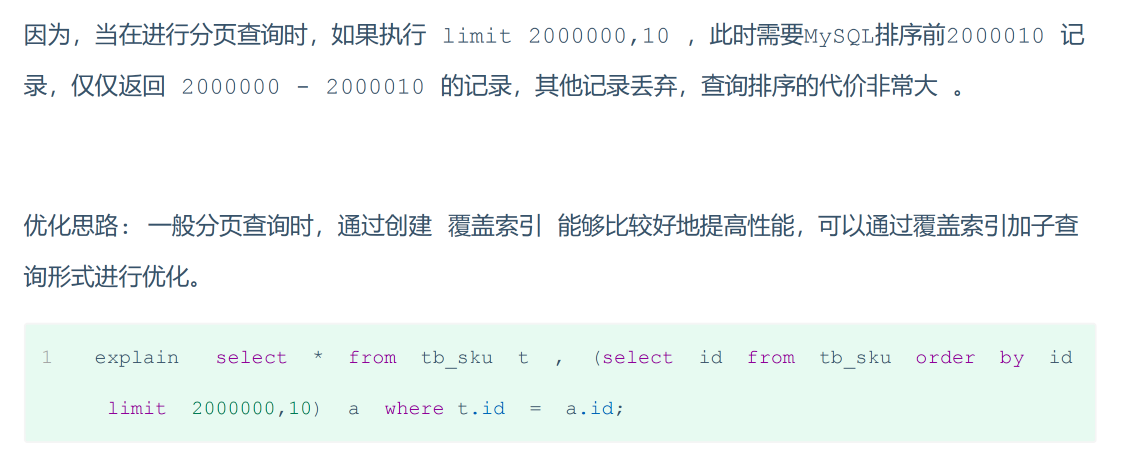 因为，当在进行分页查询时，如果执行 limit 2000000,10 ，此时需要MySQL排序前2000010 记
录，仅仅返回 2000000 - 2000010 的记录，其他记录丢弃，查询排序的代价非常大 。
优化思路: 一般分页查询时，通过创建 覆盖索引 能够比较好地提高性能，可以通过覆盖索引加子查
询形式进行优化。
1 explain select * from tb_sku t , (select id from tb_sku order by id
limit 2000000,10) a where t.id = a.id;